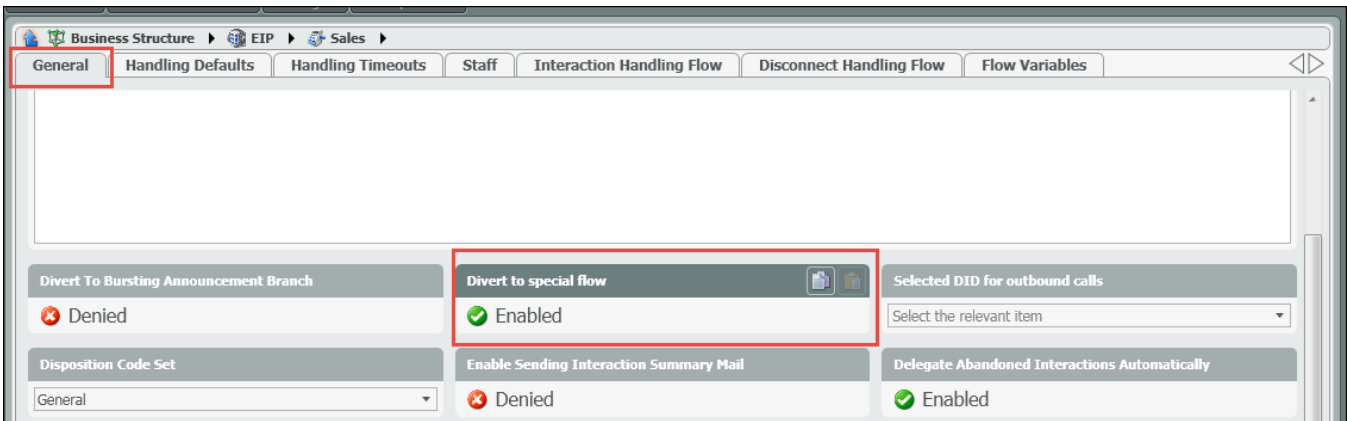 Business Structure EIP Sales
General Handling Defaults Handling Timeouts Staff Interaction Handling Flow Disconnect Handling Flow Flow Variables
Divert To Bursting Announcement Branch Divert to special flow Selected DID for outbound calls
Denied Enabled Select the relevant item
Disposition Code Set Enable Sending Interaction Summary Mail Delegate Abandoned Interactions Automatically
General Denied Enabled